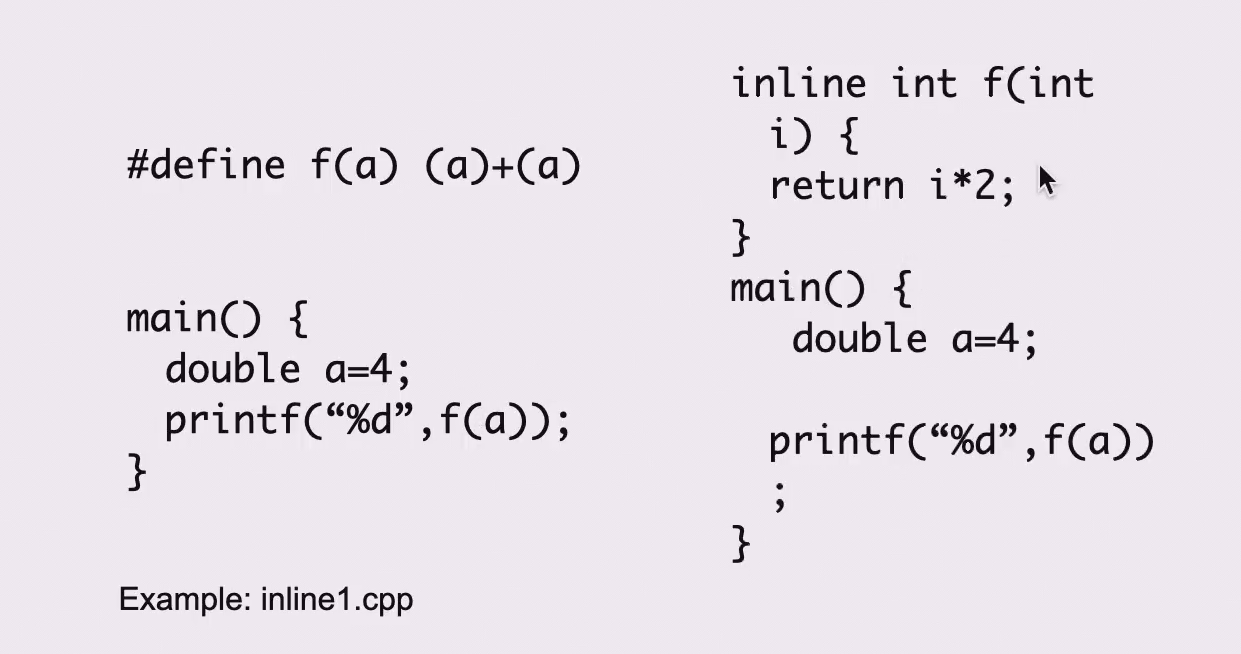 #define f(a) (a)+(a)
main() {
double a=4;
printf(“%d”,f(a));
}
Example: inline1.cpp
inline int f(int
i) {
return i*2;
}
main() {
double a=4;
printf(“%d”,f(a))
;
}